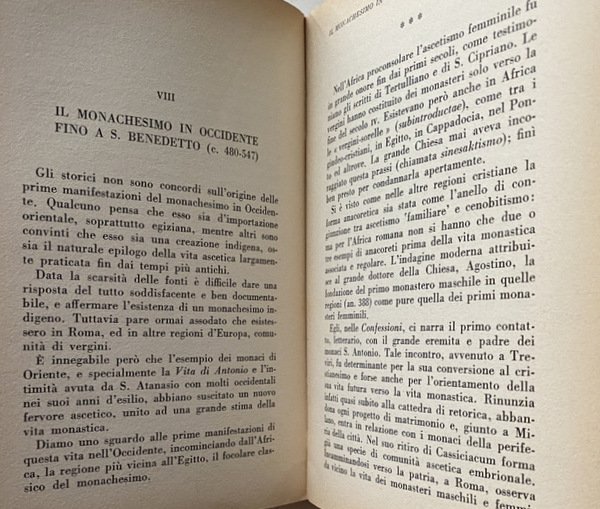 VIII
IL MONACHESIMO IN OCCIDENTE
FINO A S. BENEDETTO (c. 480-547)
Gli storici non sono concordi sull'origine delle
prime manifestazioni del monachesimo in Occiden-
te. Qualcuno pensa che esso sia d'importazione
orientale, soprattutto egiziana, mentre altri sono
convinti che esso sia una creazione indigena, os-
sia il naturale epilogo della vita ascetica largamen-
te praticata fin dai tempi più antichi.
Data la scarsità delle fonti è difficile dare una
risposta del tutto soddisfacente e ben documenta-
bile, e affermare l'esistenza di un monachesimo in-
digeno. Tuttavia pare ormai assodato che esistes-
sero in Roma, ed in altre regioni d'Europa, comu-
nità di vergini.
È innegabile però che l'esempio dei monaci di
Oriente, e specialmente la Vita di Antonio e l'in-
timità avuta da S. Atanasio con molti occidentali
nei suoi anni d'esilio, abbiano suscitato un nuovo
fervore ascetico, unito ad una grande stima della
vita monastica.
Diamo uno sguardo alle prime manifestazioni di
questa vita nell'Occidente, incominciando dall'Afri-
ca, la regione più vicina all'Egitto, il focolare clas-
sico del monachesimo.
IL MONACHESIMO IN
* * *
Nell'Africa proconsolare l'ascetismo femminile fu
in grande onore fin dai primi secoli, come testimo-
niano gli scritti di Tertulliano e di S. Cipriano. Le
vergini hanno costituito dei monasteri solo verso la
fine del secolo IV. Esistevano però anche in Africa
le « vergini-sorelle » (subintroductae), come tra i
giudeo-cristiani, in Egitto, in Cappadocia, nel Pon-
to ed altrove. La grande Chiesa mai aveva inco-
raggiato questa prassi (chiamata sinesaktismo); finì
ben presto per condannarla apertamente.
Si è visto come nelle altre regioni cristiane la
forma anacoretica sia stata come l'anello di con-
giunzione tra ascetismo 'familiare' e cenobitismo:
ma per l'Africa romana non si hanno che due o
tre esempi di anacoreti prima della vita monastica
associata e regolare. L'indagine moderna attribui-
sce al grande dottore della Chiesa, Agostino, la
fondazione del primo monastero maschile in quelle
regioni (an. 388) come pure quella dei primi mona-
steri femminili.
Egli, nelle Confessioni, ci narra il primo contat-
to, letterario, con il grande eremita e padre dei
monaci S. Antonio. Tale incontro, avvenuto a Tre-
viri, fu determinante per la sua conversione al cri-
stianesimo e forse anche per l'orientamento della
sua vita futura verso la vita monastica. Rinunzia
infatti quasi subito alla cattedra di retorica, abban-
dona ogni progetto di matrimonio e, giunto a Mi-
lano, entra in relazione con i monaci della perife-
ria della città. Nel suo ritiro di Cassiciacum forma
una specie di comunità ascetica embrionale.
Incamminandosi verso la patria, a Roma, osserva
da vicino la vita dei monasteri maschili e femmi-